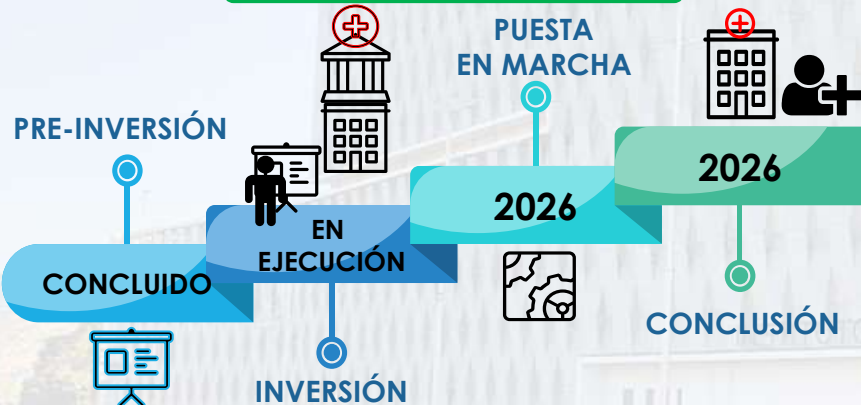 PRE-INVERSIÓN
CONCLUIDO
EN
EJECUCIÓN
INVERSIÓN
PUESTA
EN MARCHA
2026
2026
CONCLUSIÓN